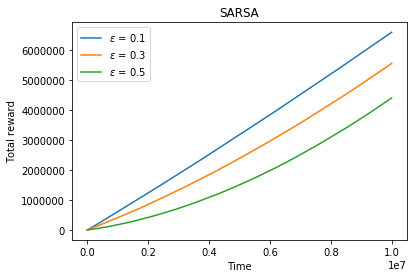 SARSA
ε = 0.1
ε = 0.3
ε = 0.5
Total reward
6000000
5000000
4000000
3000000
2000000
1000000
0
0.0 0.2 0.4 0.6 0.8 1.0
1e7
Time